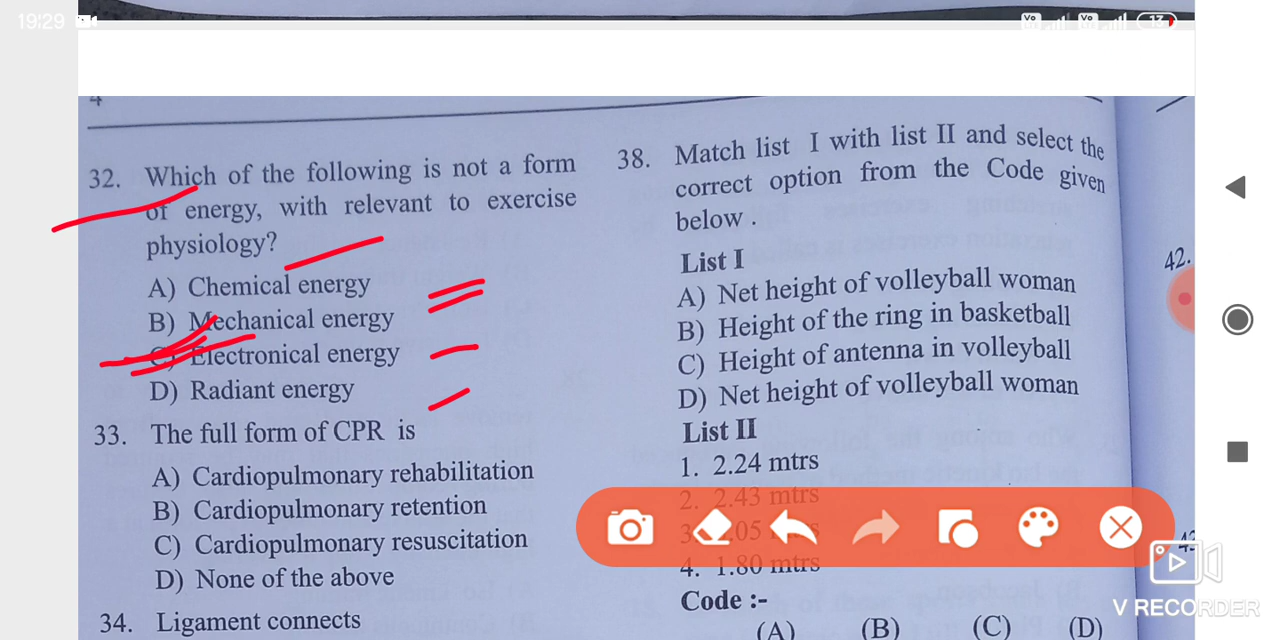 19:29
13
4
32. Which of the following is not a form
of energy, with relevant to exercise
physiology?
A) Chemical energy
B) Mechanical energy
C) Electronical energy
D) Radiant energy
33. The full form of CPR is
A) Cardiopulmonary rehabilitation
B) Cardiopulmonary retention
C) Cardiopulmonary resuscitation
D) None of the above
34. Ligament connects
38. Match list I with list II and select the
correct option from the Code given
below .
List I
A) Net height of volleyball woman
B) Height of the ring in basketball
C) Height of antenna in volleyball
D) Net height of volleyball woman
List II
1. 2.24 mtrs
2. 2.43 mtrs
3. .05
4. 1.80 mtrs
Code :-
(A) (B) (C) (D)
42.
V RECORDER